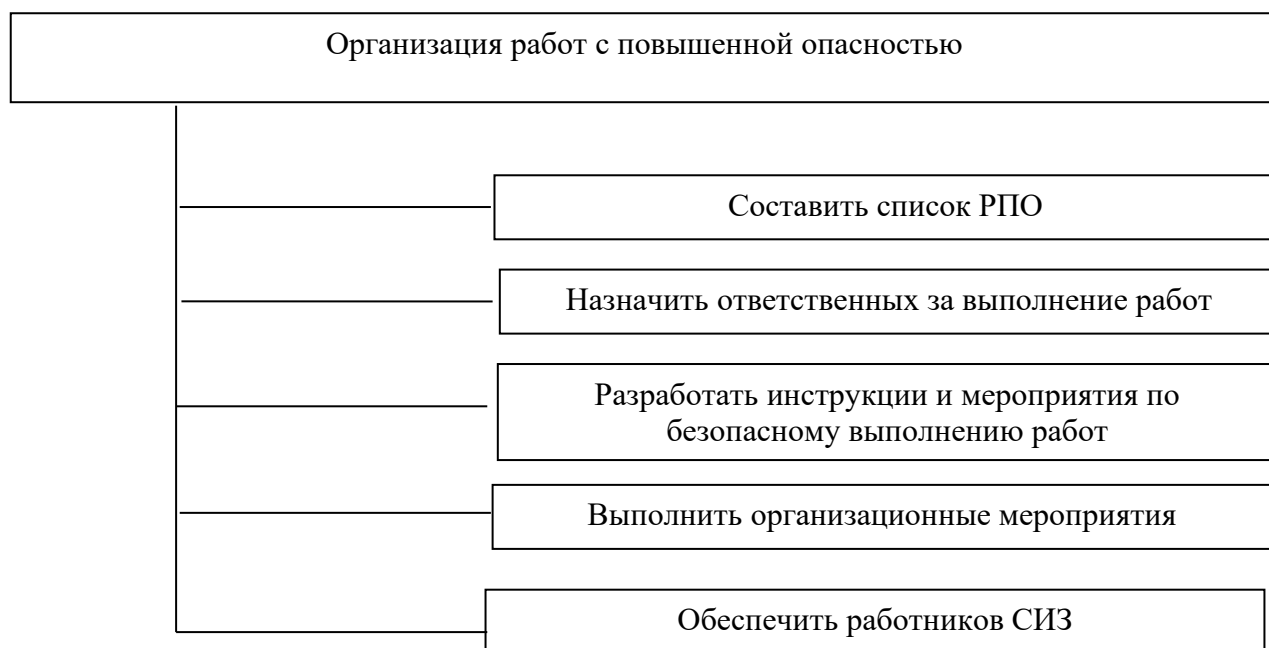 Организация работ с повышенной опасностью
Составить список РПО
Назначить ответственных за выполнение работ
Разработать инструкции и мероприятия по
безопасному выполнению работ
Выполнить организационные мероприятия
Обеспечить работников СИЗ